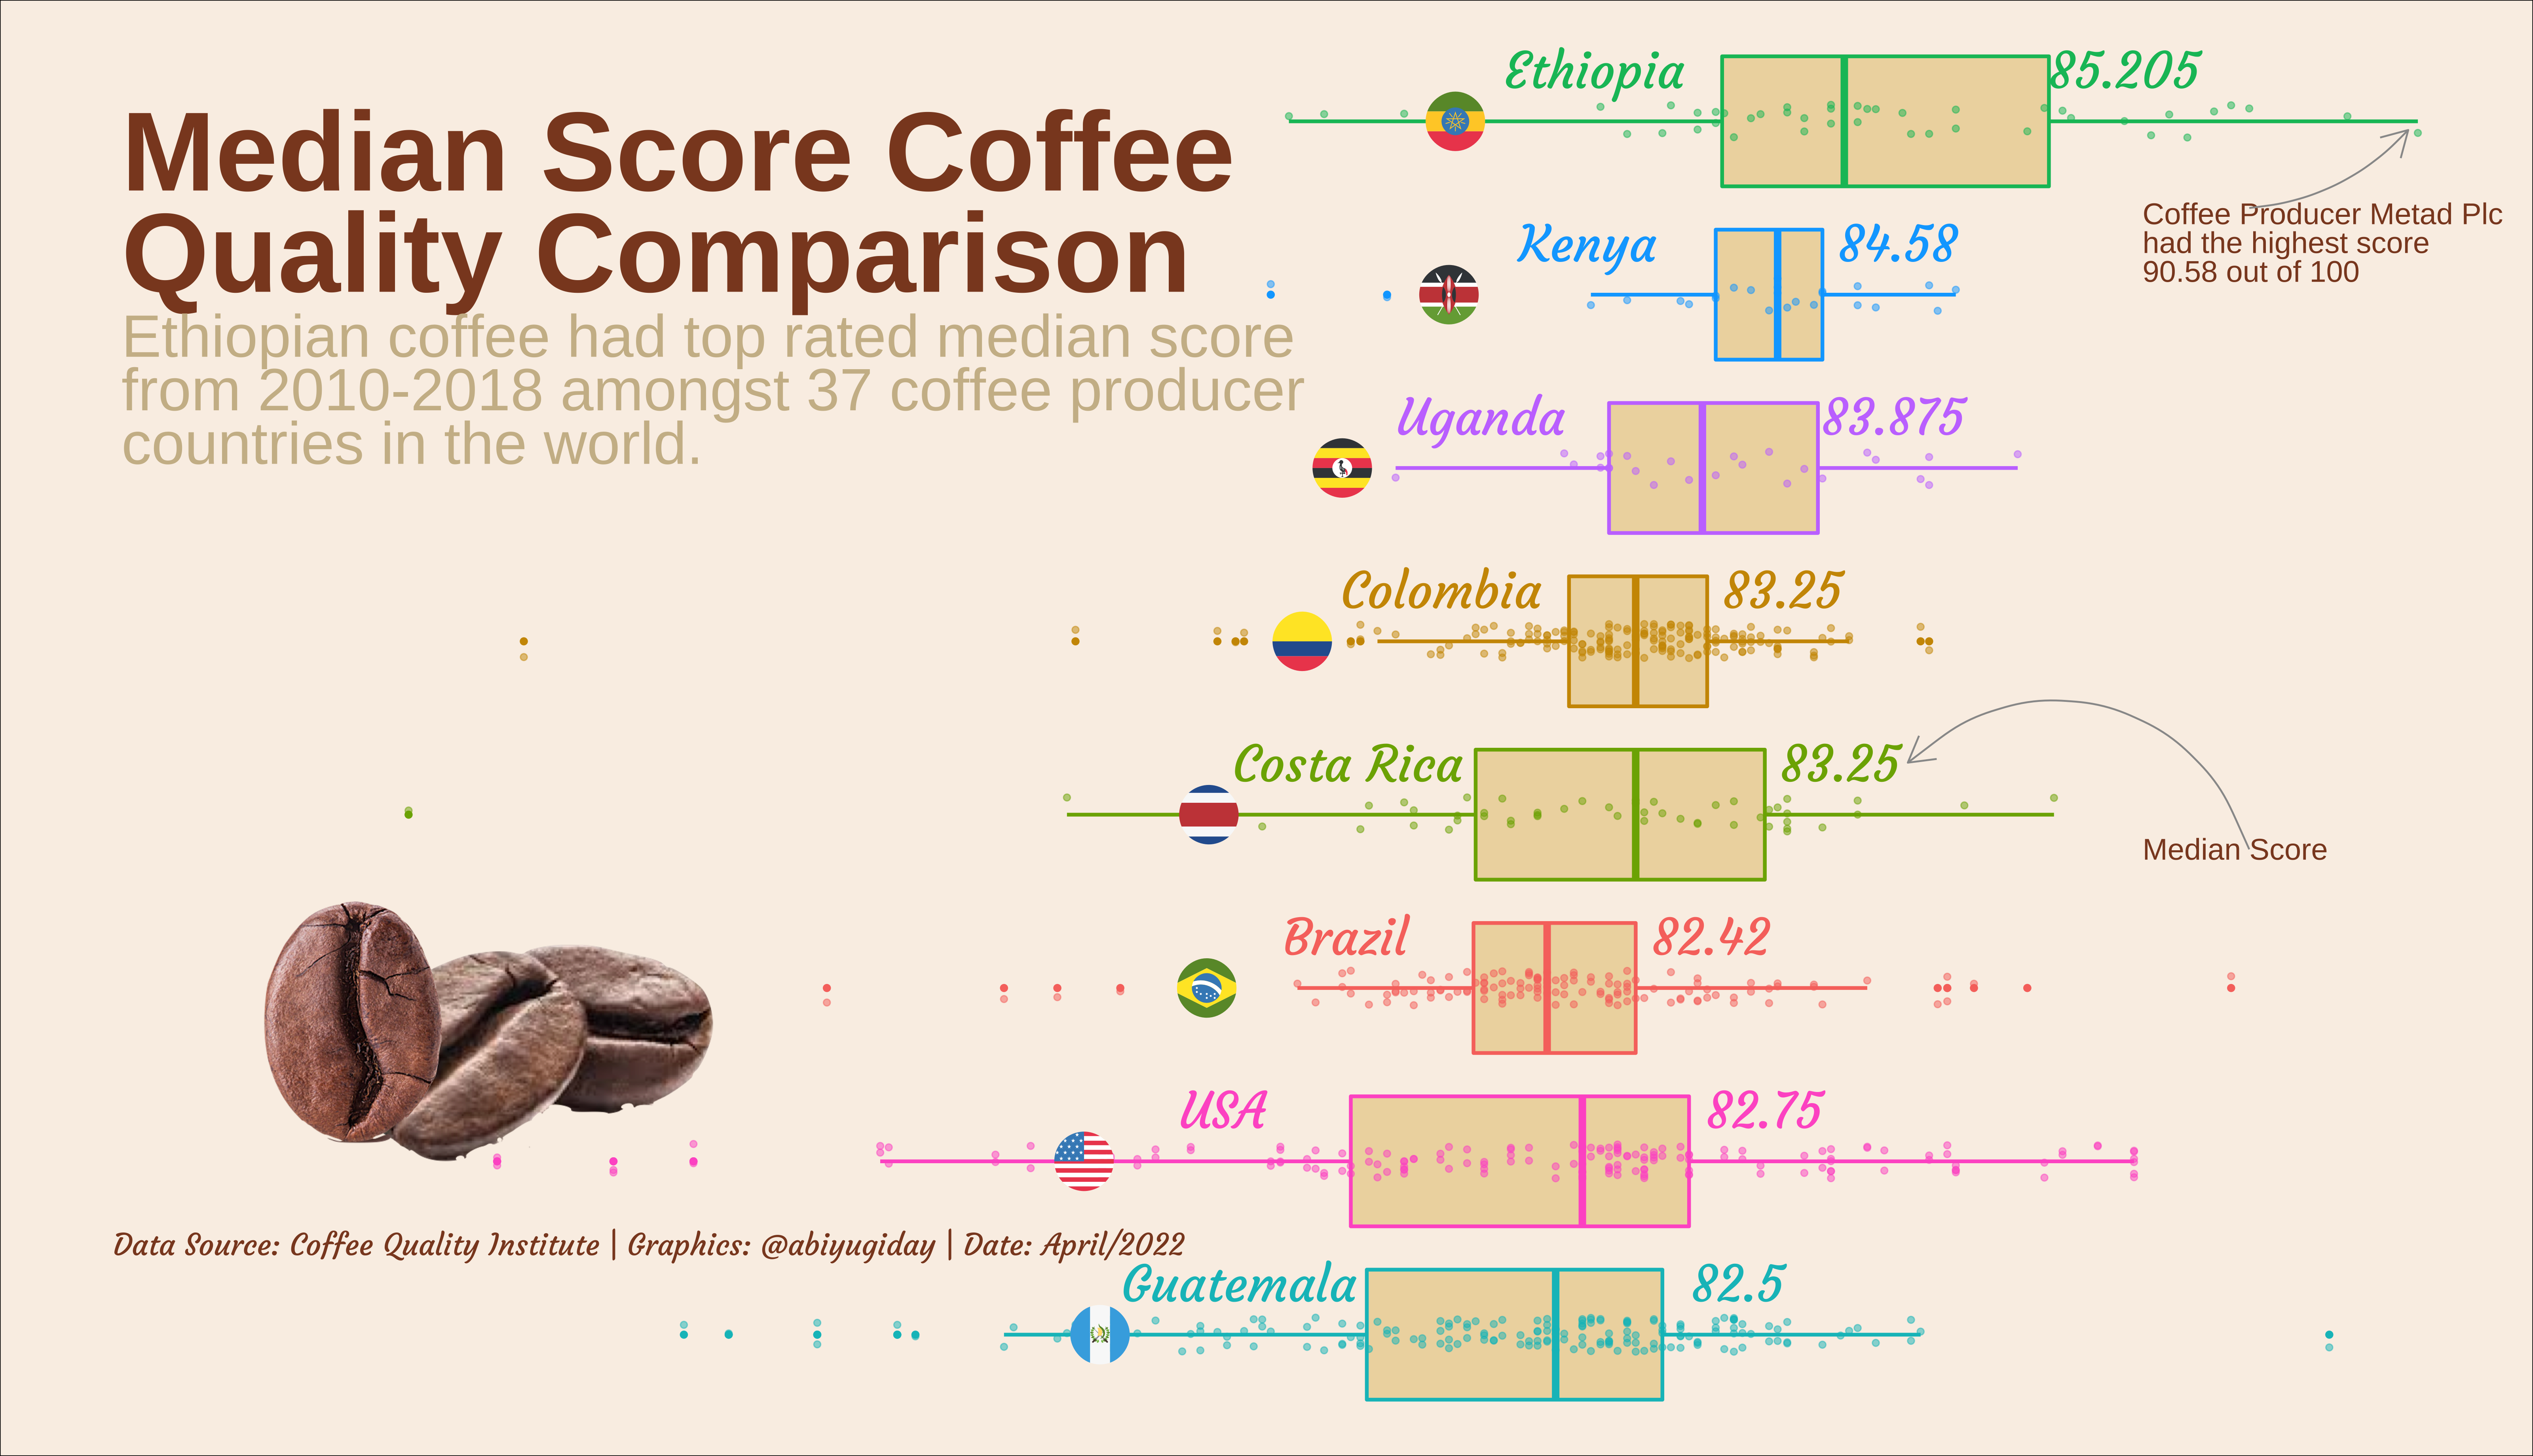 Median Score Coffee
Quality Comparison
Ethiopian coffee had top rated median score
from 2010-2018 amongst 37 coffee producer
countries in the world.
Ethiopia 85.205
Coffee Producer Metad Plc
had the highest score
90.58 out of 100
Kenya 84.58
Uganda 83.875
Colombia 83.25
Costa Rica 83.25
Median Score
Brazil 82.42
USA 82.75
Data Source: Coffee Quality Institute | Graphics: @abiyugiday | Date: April/2022
Guatemala 82.5